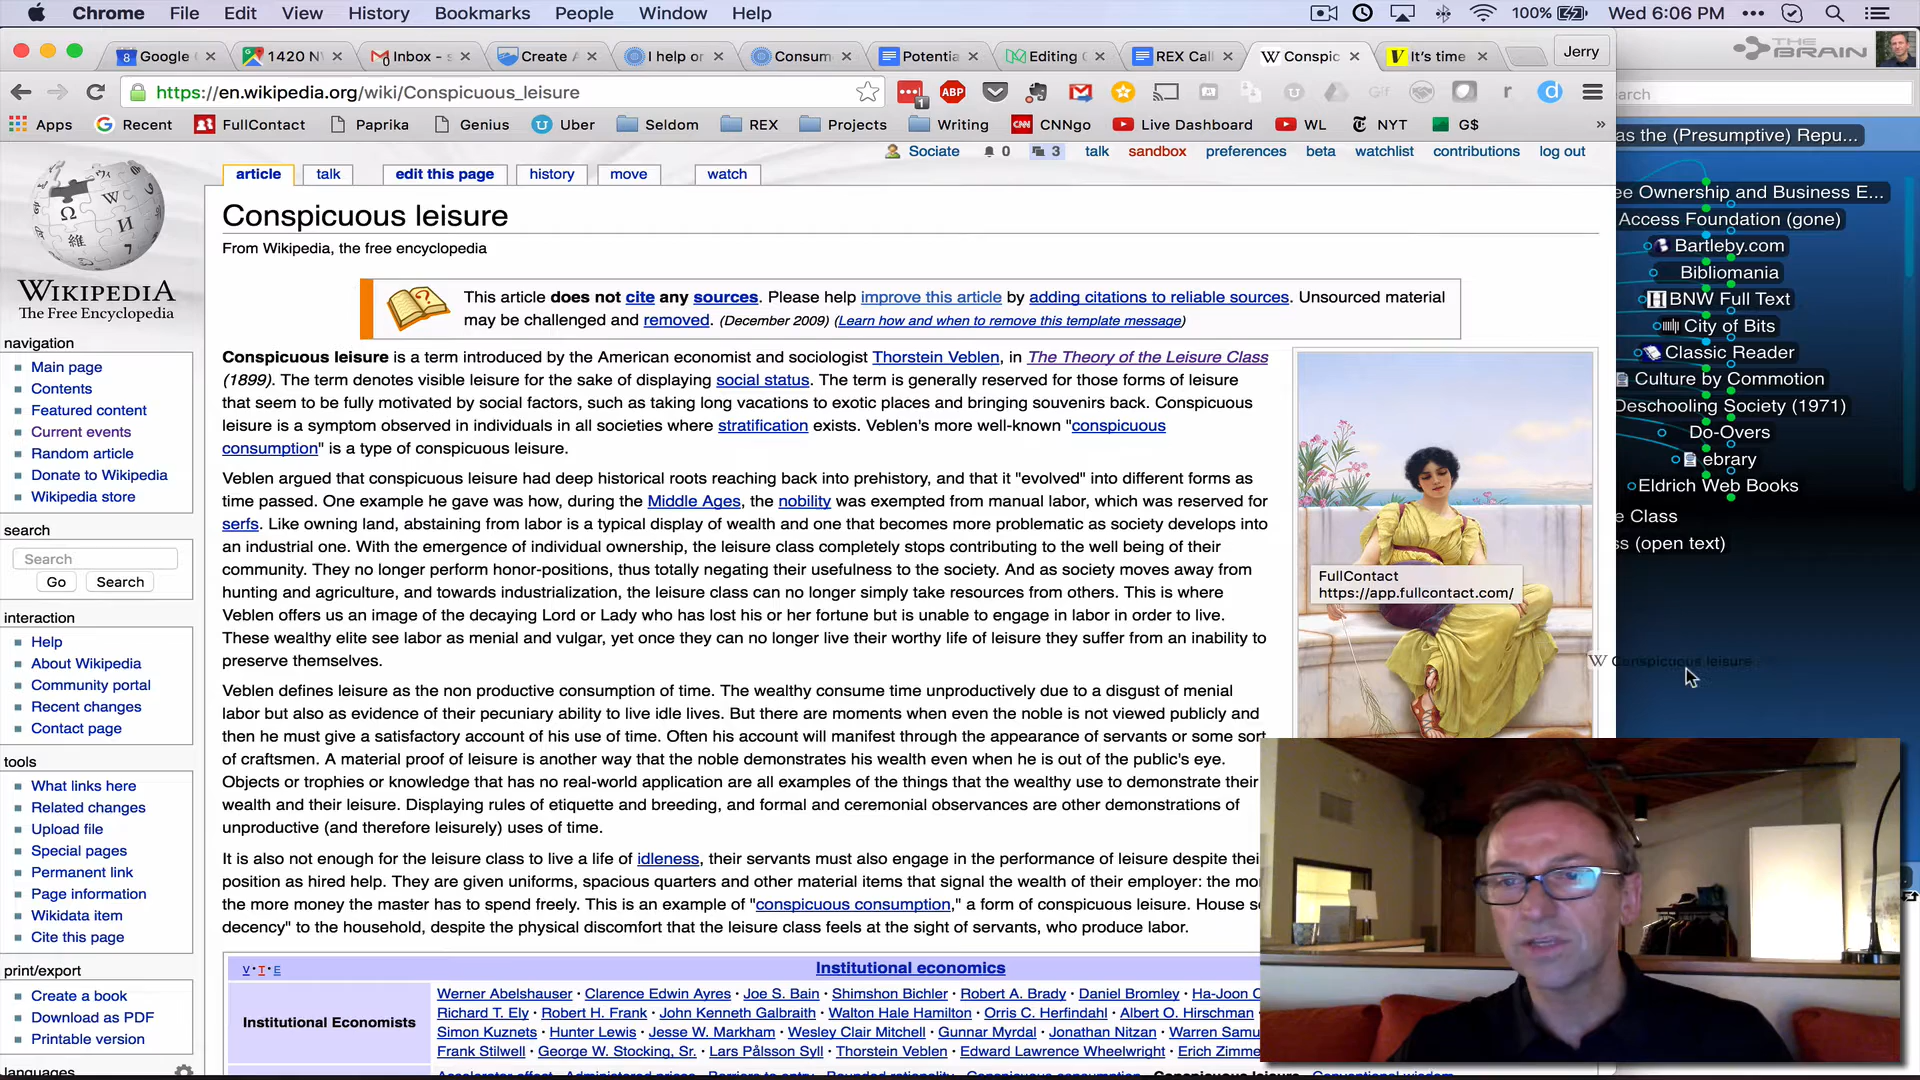 Chrome File Edit View History Bookmarks People Window Help 100% Wed 6:06 PM
Google 1420 N Inbox - s Create A I help or Consum Potentia Editing C REX Call Conspic It's time Jerry
THE BRAIN
https://en.wikipedia.org/wiki/Conspicuous_leisure
earch
Apps Recent FullContact Paprika Genius Uber Seldom REX Projects Writing CNNgo Live Dashboard WL NYT G$ »
Sociate 0 3 talk sandbox preferences beta watchlist contributions log out
article talk edit this page history move watch
Conspicuous leisure
From Wikipedia, the free encyclopedia
This article does not cite any sources. Please help improve this article by adding citations to reliable sources. Unsourced material
may be challenged and removed. (December 2009) (Learn how and when to remove this template message)
Conspicuous leisure is a term introduced by the American economist and sociologist Thorstein Veblen, in The Theory of the Leisure Class
(1899). The term denotes visible leisure for the sake of displaying social status. The term is generally reserved for those forms of leisure
that seem to be fully motivated by social factors, such as taking long vacations to exotic places and bringing souvenirs back. Conspicuous
leisure is a symptom observed in individuals in all societies where stratification exists. Veblen's more well-known "conspicuous
consumption" is a type of conspicuous leisure.
Veblen argued that conspicuous leisure had deep historical roots reaching back into prehistory, and that it "evolved" into different forms as
time passed. One example he gave was how, during the Middle Ages, the nobility was exempted from manual labor, which was reserved for
serfs. Like owning land, abstaining from labor is a typical display of wealth and one that becomes more problematic as society develops into
an industrial one. With the emergence of individual ownership, the leisure class completely stops contributing to the well being of their
community. They no longer perform honor-positions, thus totally negating their usefulness to the society. And as society moves away from
hunting and agriculture, and towards industrialization, the leisure class can no longer simply take resources from others. This is where
Veblen offers us an image of the decaying Lord or Lady who has lost his or her fortune but is unable to engage in labor in order to live.
These wealthy elite see labor as menial and vulgar, yet once they can no longer live their worthy life of leisure they suffer from an inability to
preserve themselves.
Veblen defines leisure as the non productive consumption of time. The wealthy consume time unproductively due to a disgust of menial
labor but also as evidence of their pecuniary ability to live idle lives. But there are moments when even the noble is not viewed publicly and
then he must give a satisfactory account of his use of time. Often his account will manifest through the appearance of servants or some sort
of craftsmen. A material proof of leisure is another way that the noble demonstrates his wealth even when he is out of the public's eye.
Objects or trophies or knowledge that has no real-world application are all examples of the things that the wealthy use to demonstrate their
wealth and their leisure. Displaying rules of etiquette and breeding, and formal and ceremonial observances are other demonstrations of
unproductive (and therefore leisurely) uses of time.
It is also not enough for the leisure class to live a life of idleness, their servants must also engage in the performance of leisure despite thei
position as hired help. They are given uniforms, spacious quarters and other material items that signal the wealth of their employer: the mo
the more money the master has to spend freely. This is an example of "conspicuous consumption," a form of conspicuous leisure. House s
decency" to the household, despite the physical discomfort that the leisure class feels at the sight of servants, who produce labor.
V · T · E Institutional economics
Institutional Economists
Werner Abelshauser · Clarence Edwin Ayres · Joe S. Bain · Shimshon Bichler · Robert A. Brady · Daniel Bromley · Ha-Joon C
Richard T. Ely · Robert H. Frank · John Kenneth Galbraith · Walton Hale Hamilton · Orris C. Herfindahl · Albert O. Hirschman
Simon Kuznets · Hunter Lewis · Jesse W. Markham · Wesley Clair Mitchell · Gunnar Myrdal · Jonathan Nitzan · Warren Samu
Frank Stilwell · George W. Stocking, Sr. · Lars Pålsson Syll · Thorstein Veblen · Edward Lawrence Wheelwright · Erich Zimme
WIKIPEDIA
The Free Encyclopedia
navigation
Main page
Contents
Featured content
Current events
Random article
Donate to Wikipedia
Wikipedia store
search
Search
Go Search
interaction
Help
About Wikipedia
Community portal
Recent changes
Contact page
tools
What links here
Related changes
Upload file
Special pages
Permanent link
Page information
Wikidata item
Cite this page
print/export
Create a book
Download as PDF
Printable version
languages
FullContact
https://app.fullcontact.com/
as the (Presumptive) Repu...
ee Ownership and Business E...
Access Foundation (gone)
Bartleby.com
Bibliomania
BNW Full Text
City of Bits
Classic Reader
Culture by Commotion
Deschooling Society (1971)
Do-Overs
ebrary
Eldrich Web Books
e Class
ss (open text)
W Conspicuous leisure